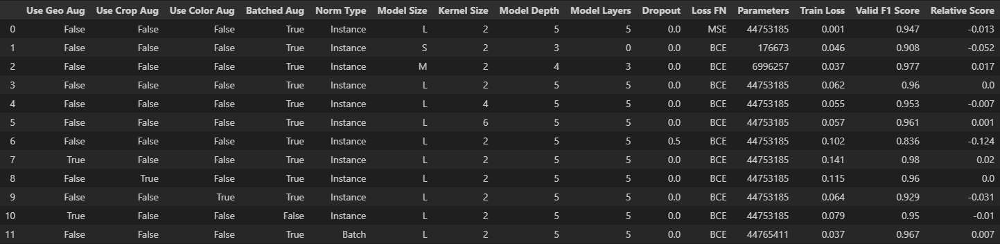 Use Geo Aug Use Crop Aug Use Color Aug Batched Aug Norm Type Model Size Kernel Size Model Depth Model Layers Dropout Loss FN Parameters Train Loss Valid F1 Score Relative Score
0 False False False True Instance L 2 5 5 0.0 MSE 44753185 0.001 0.947 -0.013
1 False False False True Instance S 2 3 0 0.0 BCE 176673 0.046 0.908 -0.052
2 False False False True Instance M 2 4 3 0.0 BCE 6996257 0.037 0.977 0.017
3 False False False True Instance L 2 5 5 0.0 BCE 44753185 0.062 0.96 0.0
4 False False False True Instance L 4 5 5 0.0 BCE 44753185 0.055 0.953 -0.007
5 False False False True Instance L 6 5 5 0.0 BCE 44753185 0.057 0.961 0.001
6 False False False True Instance L 2 5 5 0.5 BCE 44753185 0.102 0.836 -0.124
7 True False False True Instance L 2 5 5 0.0 BCE 44753185 0.141 0.98 0.02
8 False True False True Instance L 2 5 5 0.0 BCE 44753185 0.115 0.96 0.0
9 False False True True Instance L 2 5 5 0.0 BCE 44753185 0.064 0.929 -0.031
10 True False False False Instance L 2 5 5 0.0 BCE 44753185 0.079 0.95 -0.01
11 False False False True Batch L 2 5 5 0.0 BCE 44765411 0.037 0.967 0.007